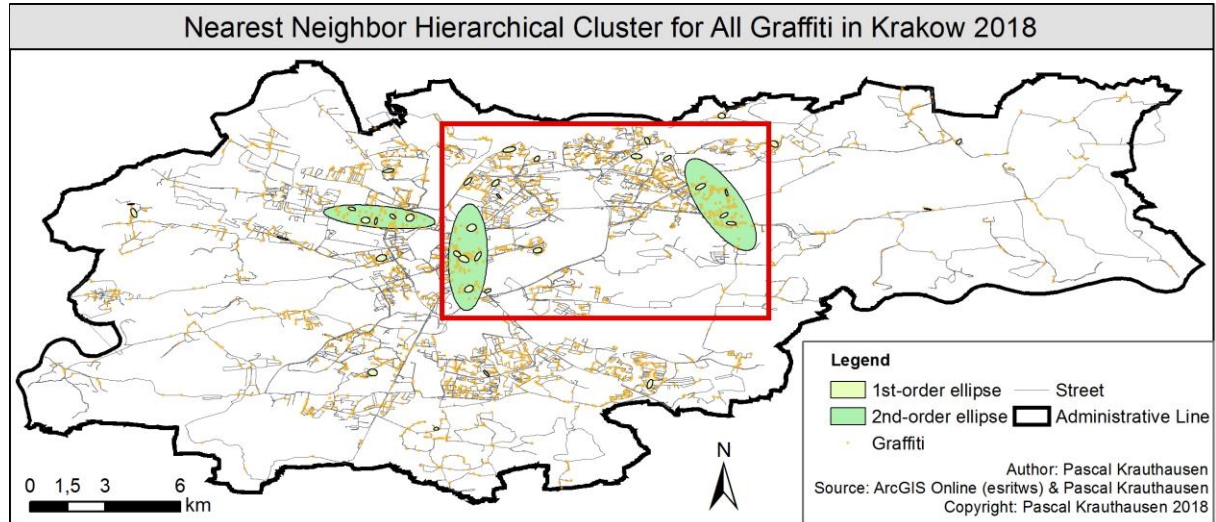 Nearest Neighbor Hierarchical Cluster for All Graffiti in Krakow 2018
Legend
1st-order ellipse Street
2nd-order ellipse Administrative Line
Graffiti
N
0 1,5 3 6
km
Author: Pascal Krauthausen
Source: ArcGIS Online (esritws) & Pascal Krauthausen
Copyright: Pascal Krauthausen 2018